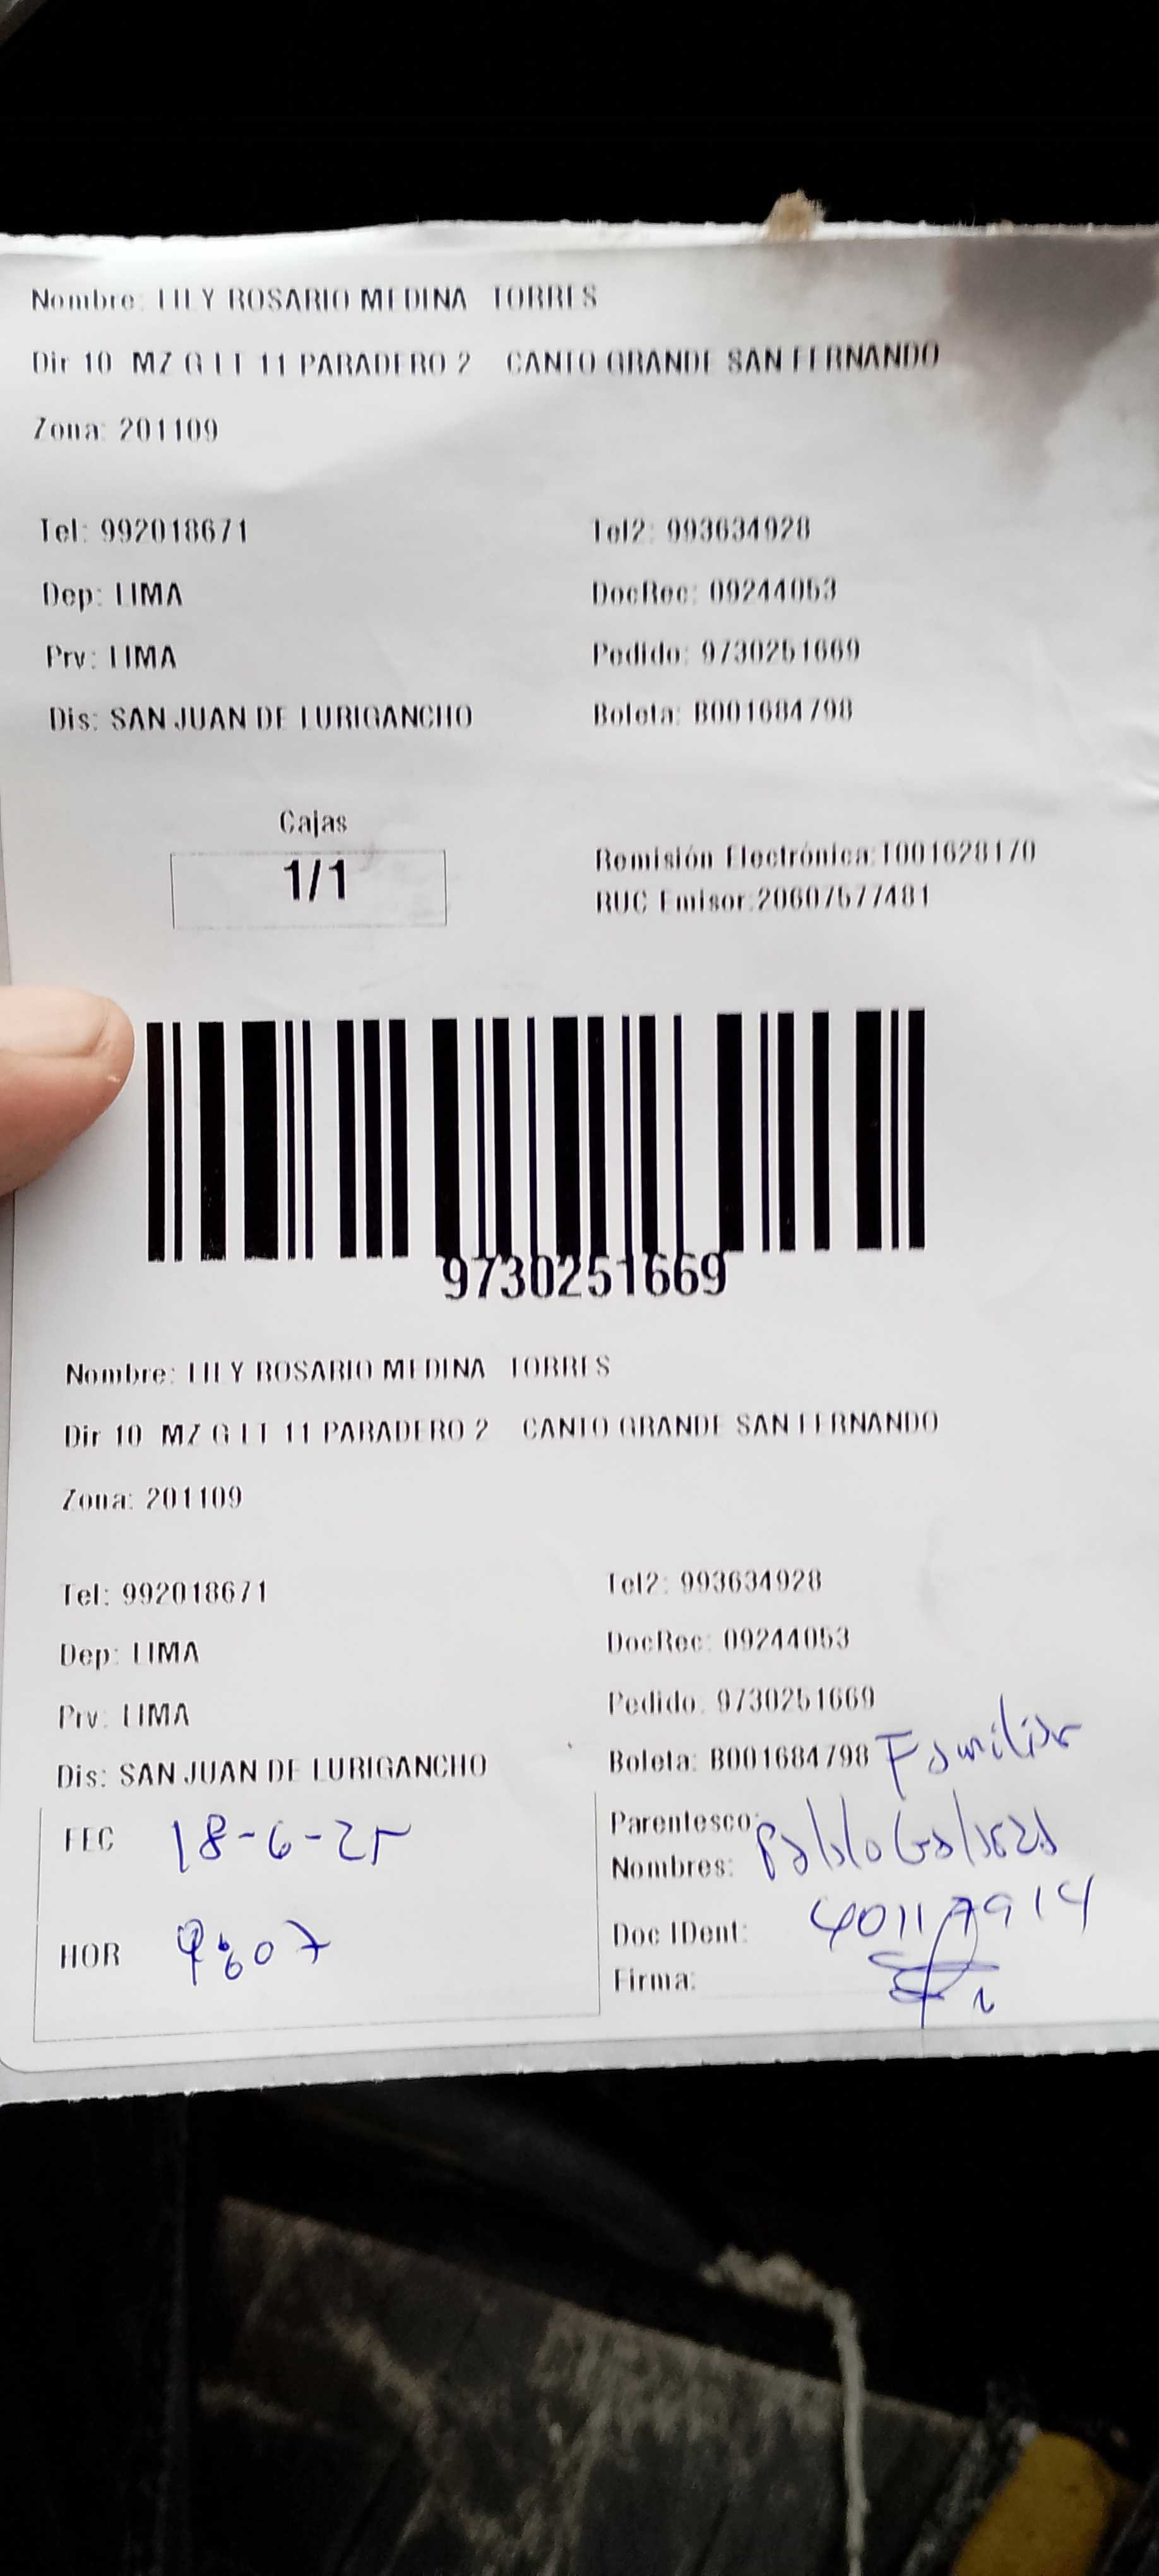 Nombre: LILY ROSARIO MEDINA TORRES
Dir 10 MZ G LT 11 PARADERO 2 CANTO GRANDE SAN FERNANDO
Zona: 201109
Tel: 992018671 Tel2: 993634928
Dep: LIMA DocRec: 09244053
Prv: LIMA Pedido: 9730251669
Dis: SAN JUAN DE LURIGANCHO Boleta: B001684798
Cajas
1/1
Remisión Electrónica:T001628170
RUC Emisor:20607577481
9730251669
Nombre: LILY ROSARIO MEDINA TORRES
Dir 10 MZ G LT 11 PARADERO 2 CANTO GRANDE SAN FERNANDO
Zona: 201109
Tel: 992018671 Tel2: 993634928
Dep: LIMA DocRec: 09244053
Prv: LIMA Pedido: 9730251669
Dis: SAN JUAN DE LURIGANCHO Boleta: B001684798
FEC 18-6-25
Parentesco: Familiar
Nombres: Pablo
HOR 9:07
Doc IDent: 40117914
Firma: